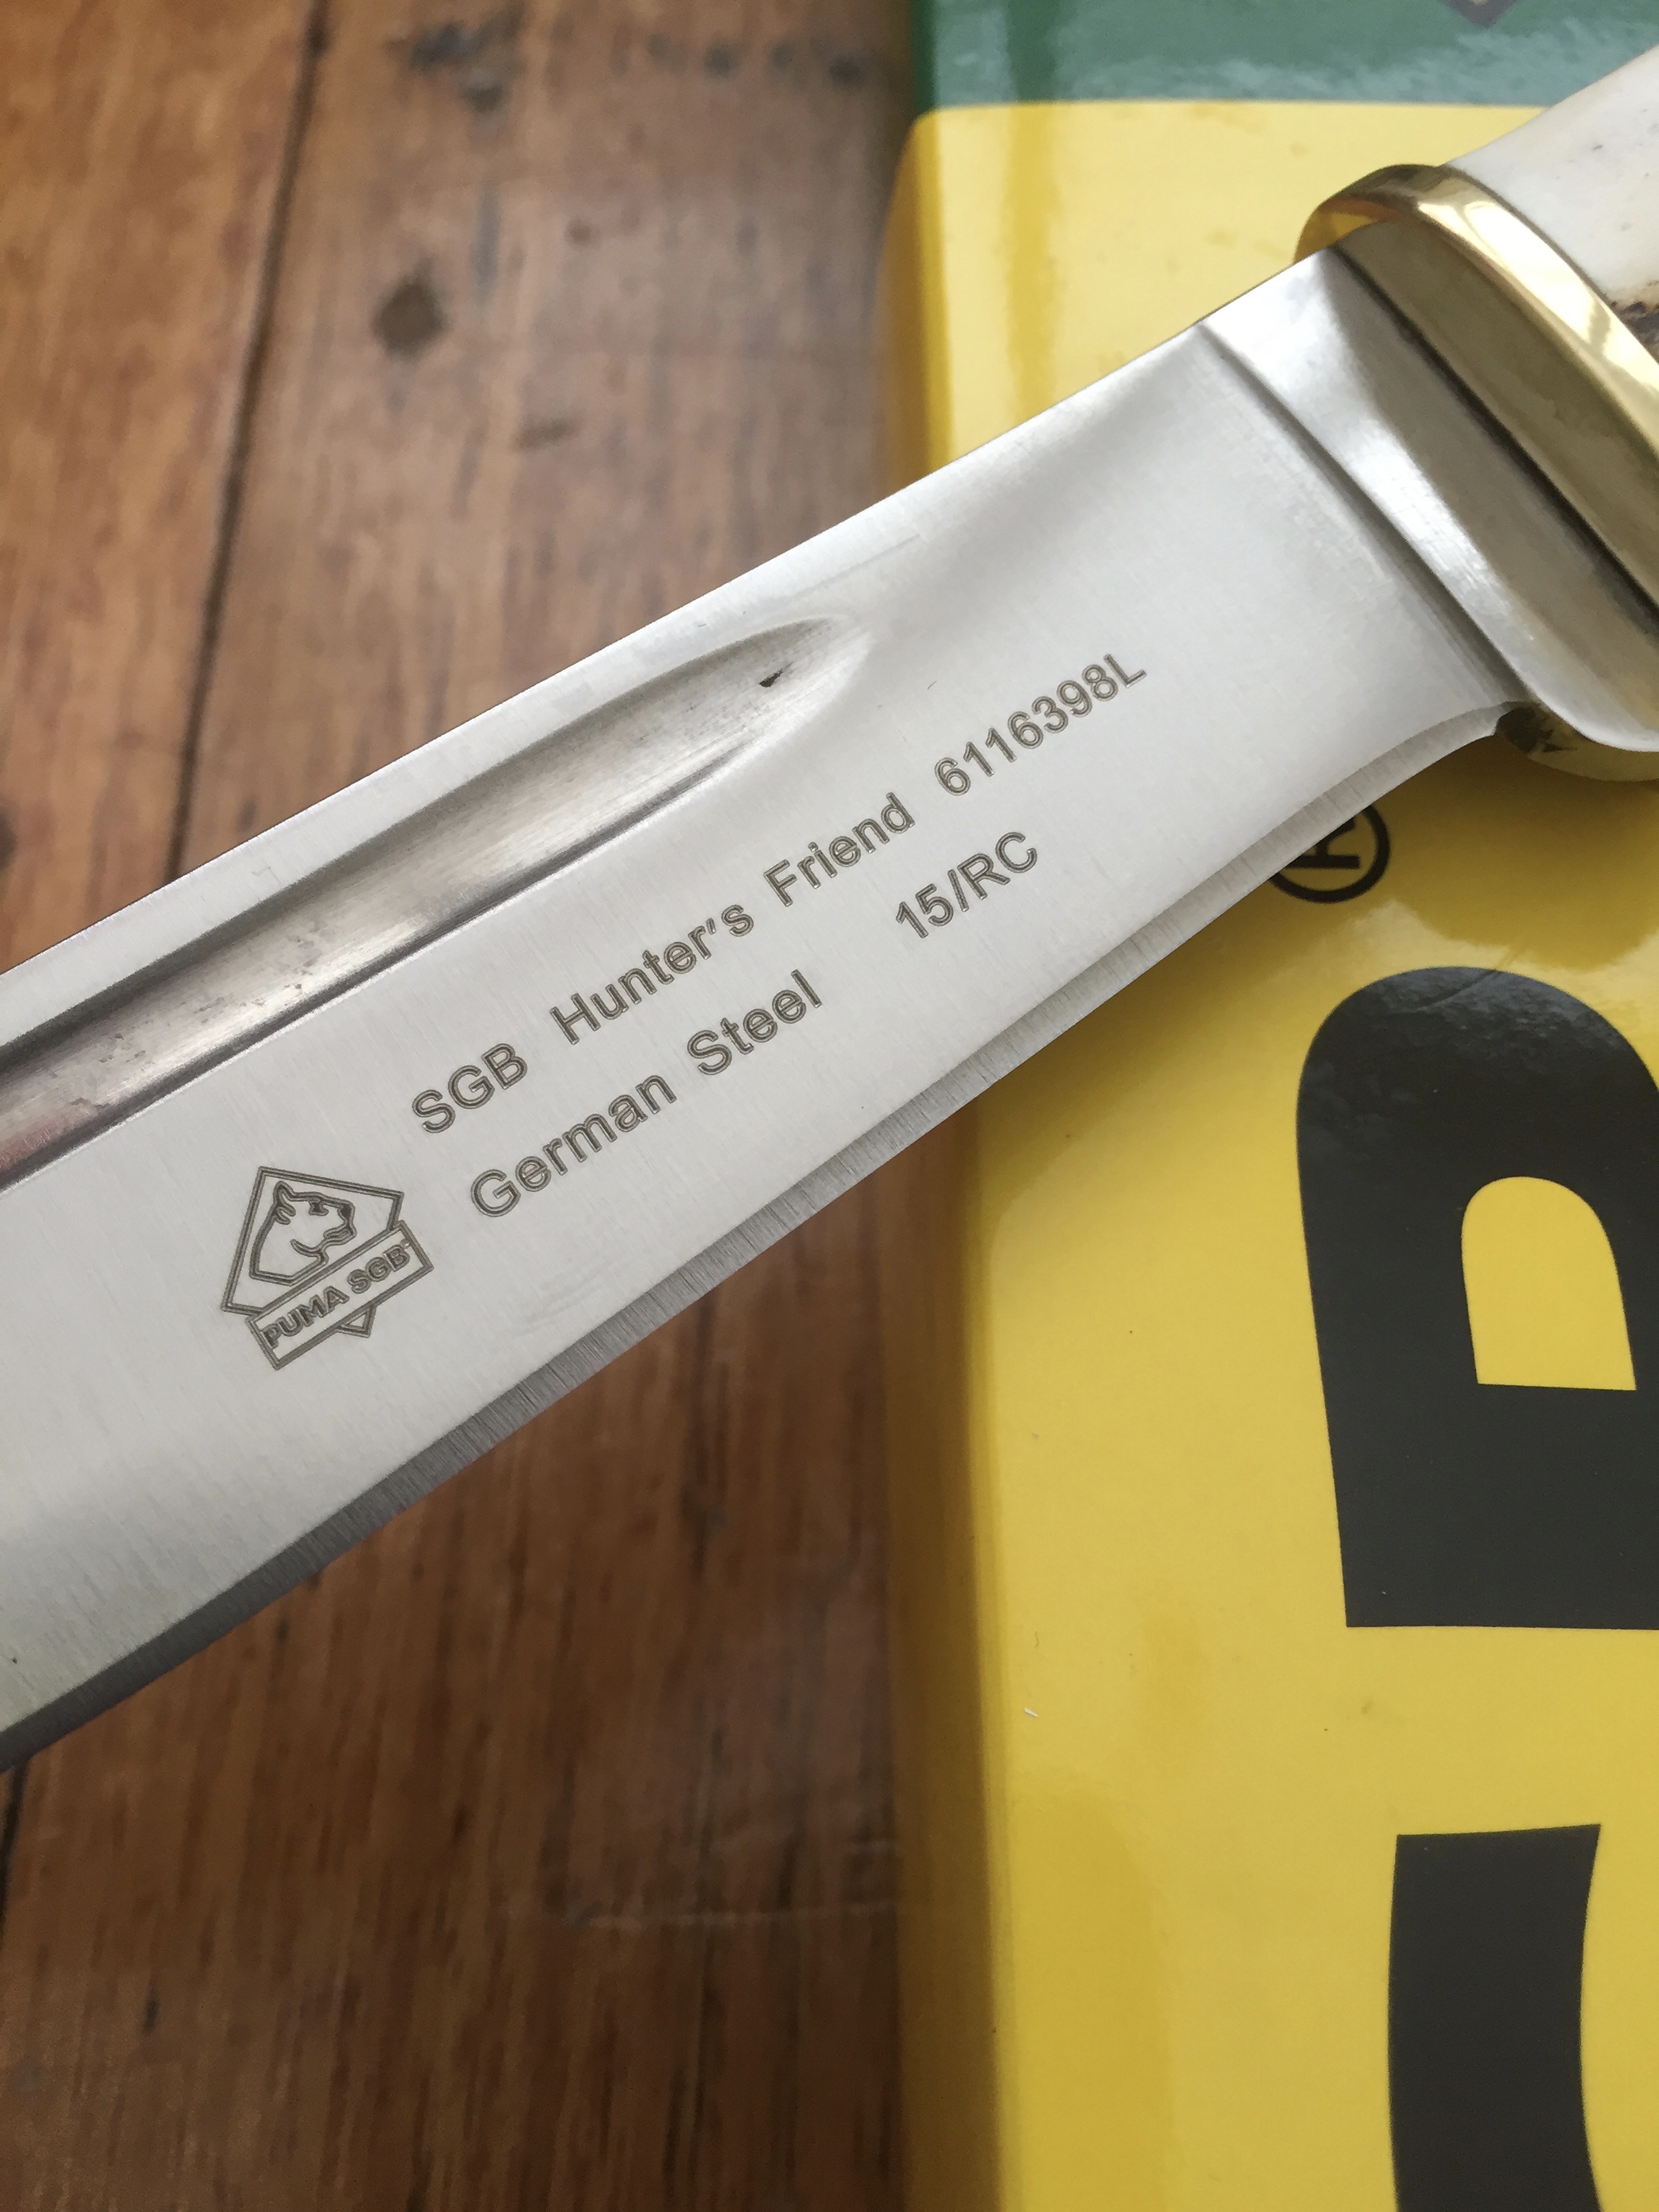 SGB Hunter's Friend 6116398L
German Steel 15/RC
PUMA SGB